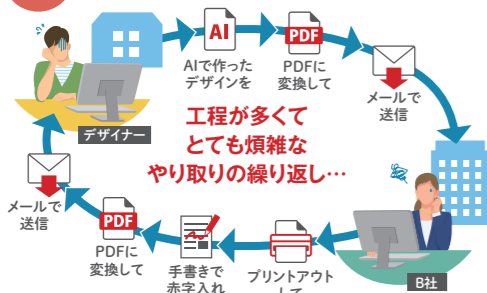 AI
AIで作った
デザインを
PDF
PDFに
変換して
メールで
送信
デザイナー
工程が多くて
とても煩雑な
やり取りの繰り返し…
B社
プリントアウト
して
手書きで
赤字入れ
PDF
PDFに
変換して
メールで
送信